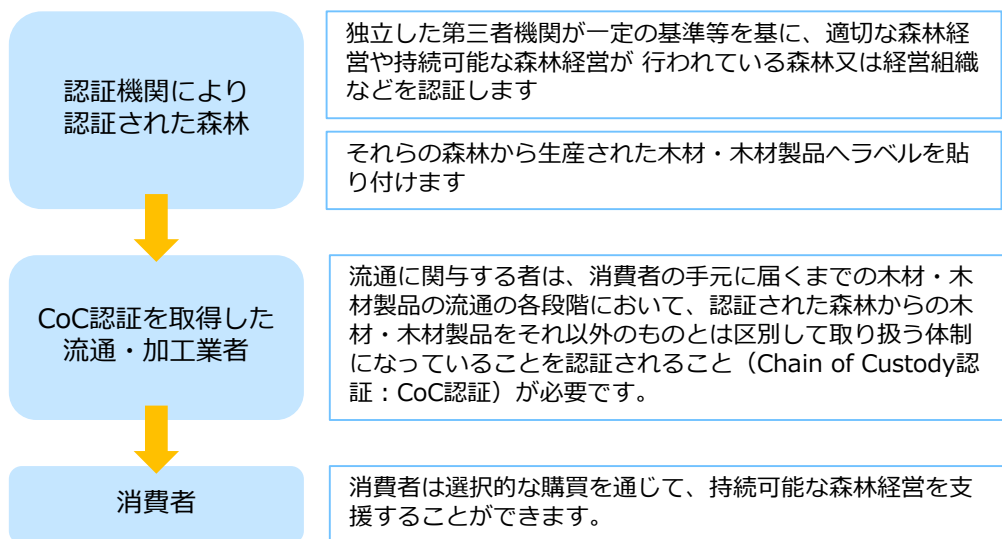 認証機関により
認証された森林
独立した第三者機関が一定の基準等を基に、適切な森林経
営や持続可能な森林経営が 行われている森林又は経営組織
などを認証します
それらの森林から生産された木材・木材製品へラベルを貼
り付けます
CoC認証を取得した
流通・加工業者
流通に関与する者は、消費者の手元に届くまでの木材・木
材製品の流通の各段階において、認証された森林からの木
材・木材製品をそれ以外のものとは区別して取り扱う体制
になっていることを認証されること（Chain of Custody認
証：CoC認証）が必要です。
消費者
消費者は選択的な購買を通じて、持続可能な森林経営を支
援することができます。